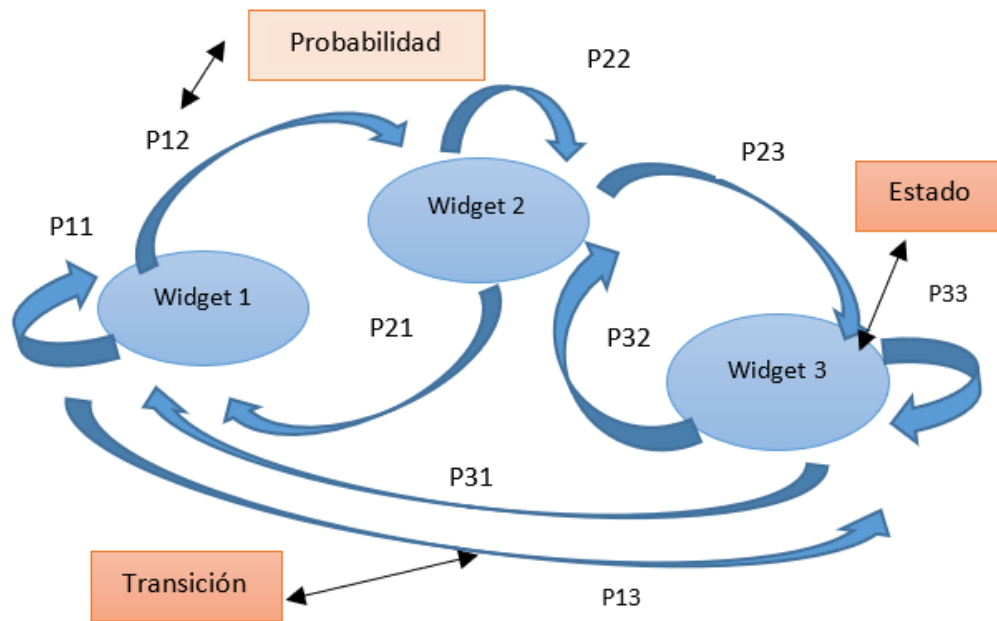 Probabilidad
P22
P12
P23
Widget 2
Estado
P11
Widget 1
P33
P21
P32
Widget 3
P31
Transición
P13